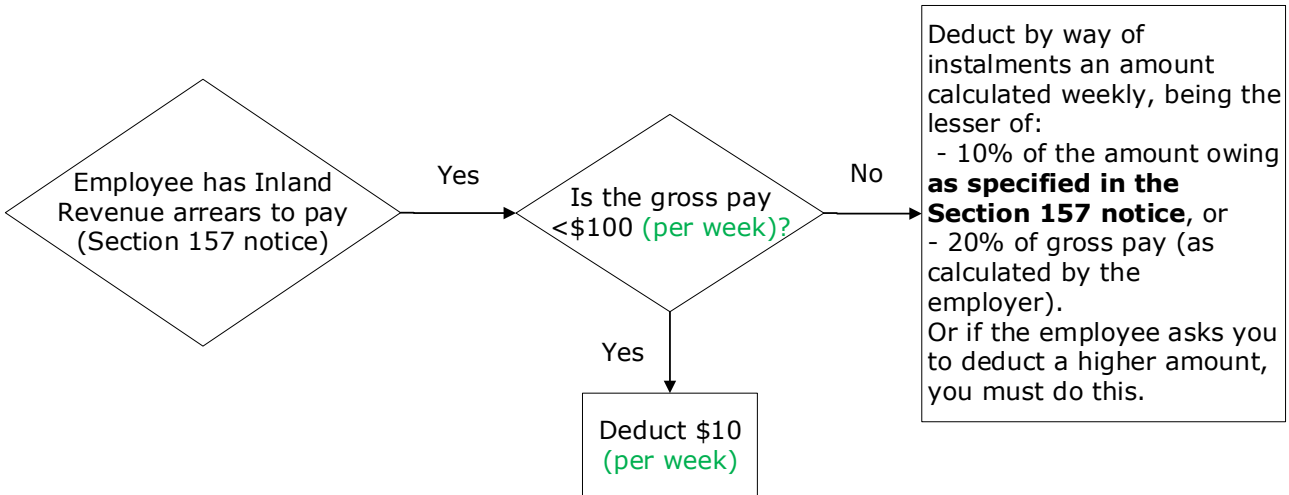 Employee has Inland
Revenue arrears to pay
(Section 157 notice)
Yes
Is the gross pay
<$100 (per week)?
No
Deduct by way of
instalments an amount
calculated weekly, being the
lesser of:
- 10% of the amount owing
as specified in the
Section 157 notice, or
- 20% of gross pay (as
calculated by the
employer).
Or if the employee asks you
to deduct a higher amount,
you must do this.
Yes
Deduct $10
(per week)